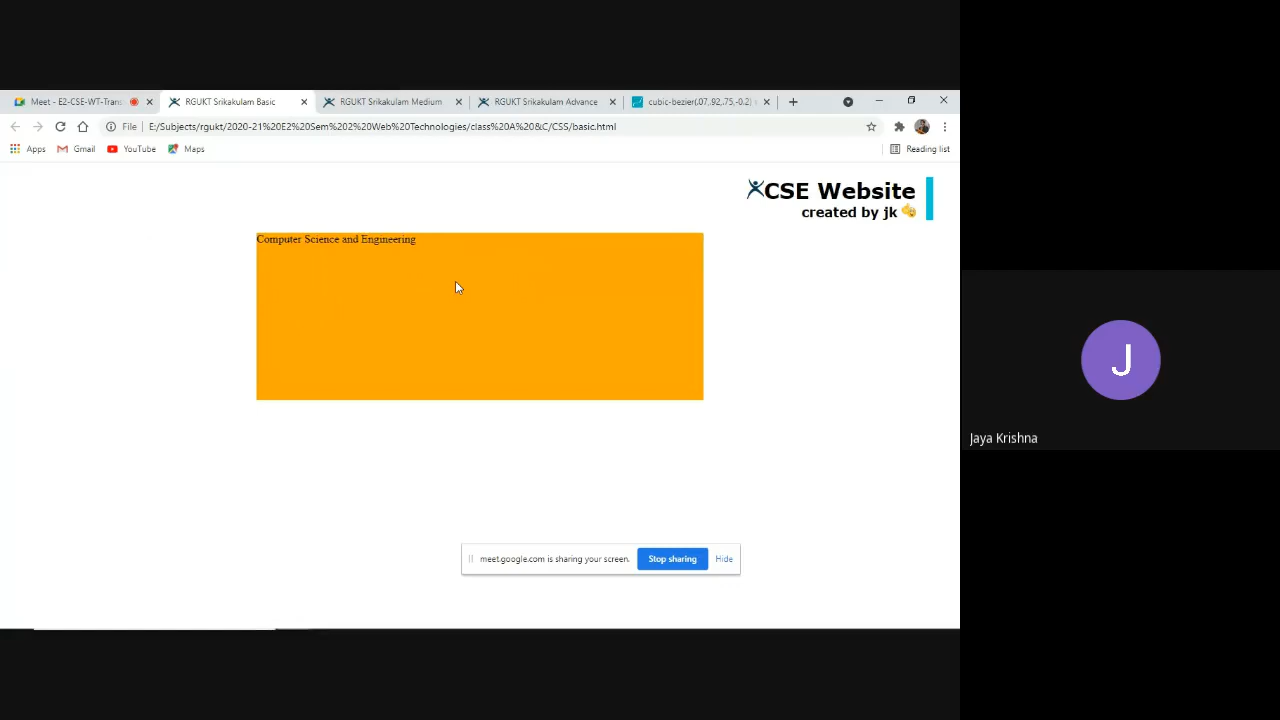 Meet - E2-CSE-WT-Trans
RGUKT Srikakulam Basic
RGUKT Srikakulam Medium
RGUKT Srikakulam Advance
cubic-bezier(.07,.92,.75,-0.2)
File
E:/Subjects/rgukt/2020-21%20E2%20Sem%202%20Web%20Technologies/class%20A%20&C/CSS/basic.html
Apps
Gmail
YouTube
Maps
Reading list
CSE Website
created by jk
Computer Science and Engineering
meet.google.com is sharing your screen.
Stop sharing
Hide
J
Jaya Krishna